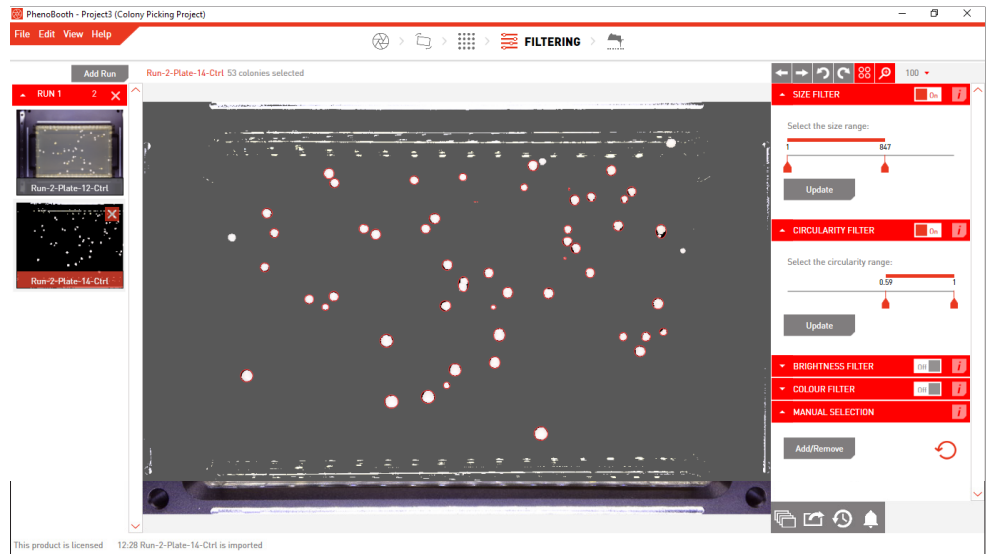 PhenoBooth - Project3 (Colony Picking Project)
File Edit View Help
FILTERING
Add Run
Run-2-Plate-14-Ctrl 53 colonies selected
100
RUN 1 2
SIZE FILTER On i
Select the size range:
1 847
Update
Run-2-Plate-12-Ctrl
CIRCULARITY FILTER On i
Select the circularity range:
0.59 1
Run-2-Plate-14-Ctrl
Update
BRIGHTNESS FILTER Off i
COLOUR FILTER Off i
MANUAL SELECTION i
Add/Remove
This product is licensed 12:28 Run-2-Plate-14-Ctrl is imported